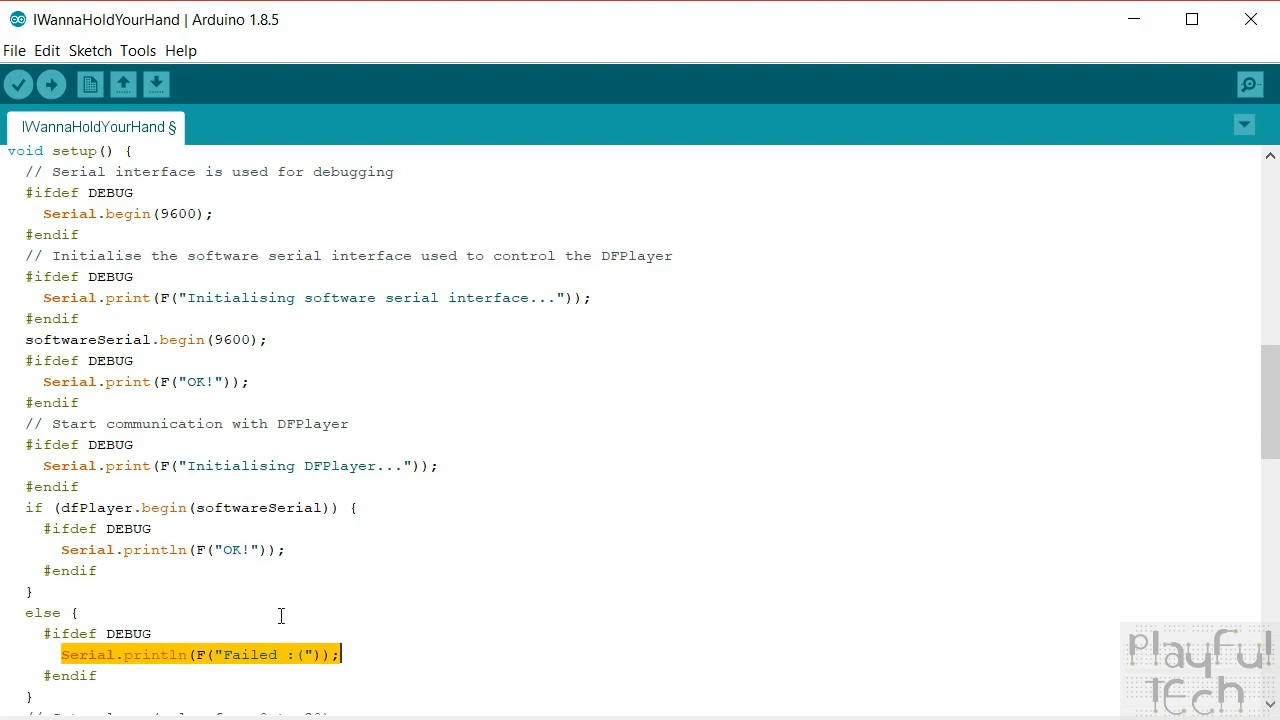 IWannaHoldYourHand | Arduino 1.8.5
File Edit Sketch Tools Help
IWannaHoldYourHand §
void setup() {
// Serial interface is used for debugging
#ifdef DEBUG
Serial.begin(9600);
#endif
// Initialise the software serial interface used to control the DFPlayer
#ifdef DEBUG
Serial.print(F("Initialising software serial interface..."));
#endif
softwareSerial.begin(9600);
#ifdef DEBUG
Serial.print(F("OK!"));
#endif
// Start communication with DFPlayer
#ifdef DEBUG
Serial.print(F("Initialising DFPlayer..."));
#endif
if (dfPlayer.begin(softwareSerial)) {
#ifdef DEBUG
Serial.println(F("OK!"));
#endif
}
else {
#ifdef DEBUG
Serial.println(F("Failed :("));
#endif
}
playful
tech